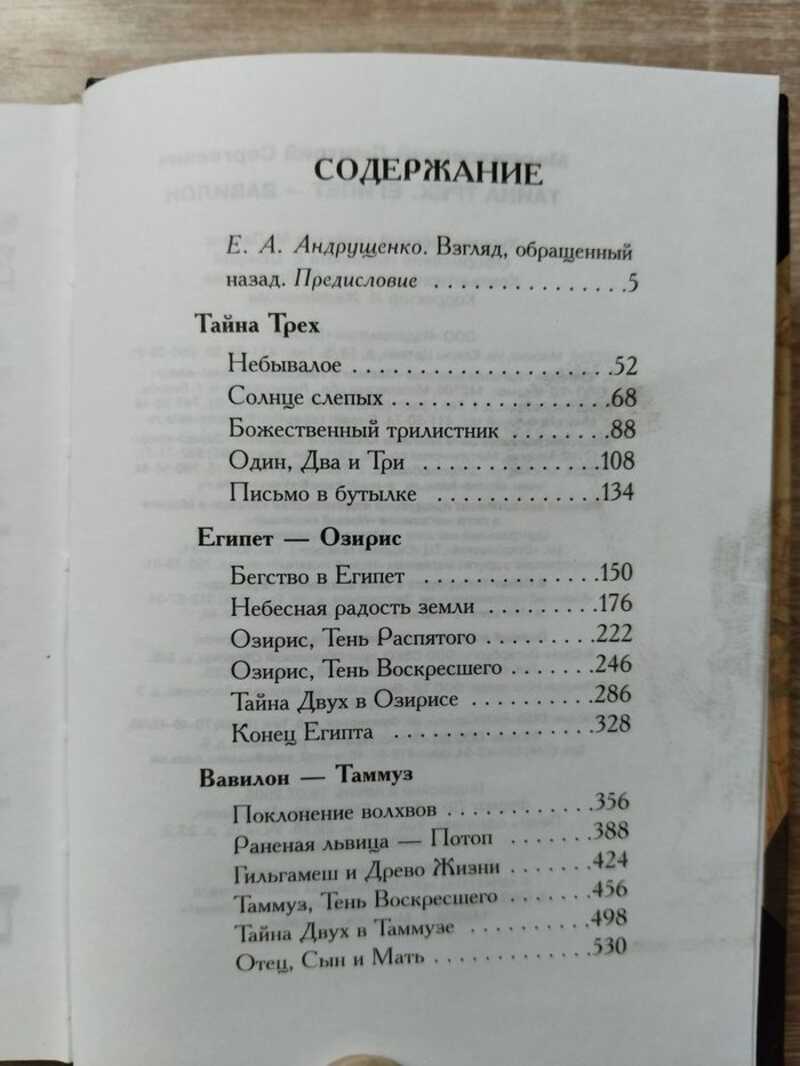 СОДЕРЖАНИЕ
Е. А. Андрущенко. Взгляд, обращенный
назад. Предисловие . . . . . . . . . . . . . . .5
Тайна Трех
Небывалое . . . . . . . . . . . . . . . . . . . .52
Солнце слепых . . . . . . . . . . . . . . . . .68
Божественный трилистник . . . . . . . .88
Один, Два и Три . . . . . . . . . . . . . .108
Письмо в бутылке . . . . . . . . . . . . .134
Египет — Озирис
Бегство в Египет . . . . . . . . . . . . . .150
Небесная радость земли . . . . . . . . .176
Озирис, Тень Распятого . . . . . . . . .222
Озирис, Тень Воскресшего . . . . . . .246
Тайна Двух в Озирисе . . . . . . . . . .286
Конец Египта . . . . . . . . . . . . . . . .328
Вавилон — Таммуз
Поклонение волхвов . . . . . . . . . . . .356
Раненая львица — Потоп . . . . . . .388
Гильгамеш и Древо Жизни . . . . . . .424
Таммуз, Тень Воскресшего . . . . . . .456
Тайна Двух в Таммузе . . . . . . . . . .498
Отец, Сын и Мать . . . . . . . . . . . . .530